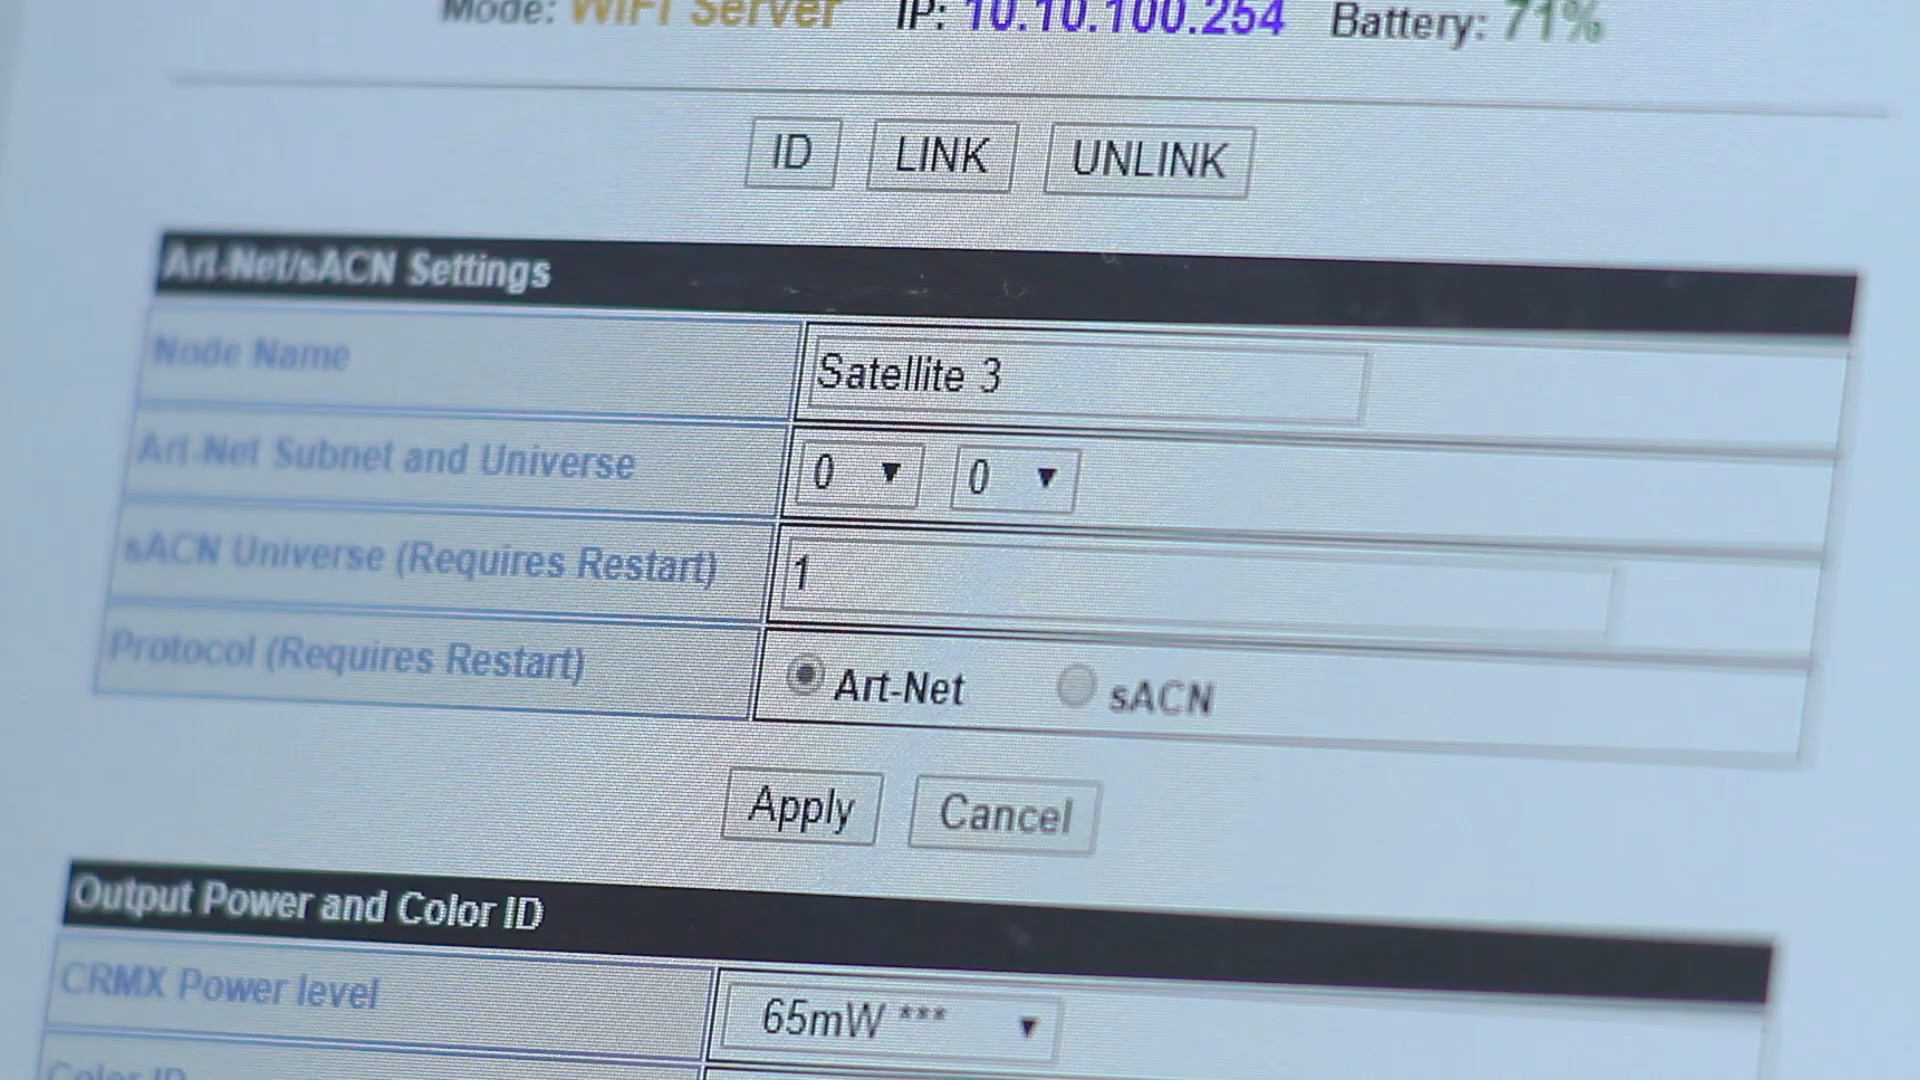 Mode: WiFi Server IP: 10.10.100.254 Battery: 71%
ID LINK UNLINK
Art-Net/sACN Settings
Node Name Satellite 3
Art-Net Subnet and Universe 0 0
sACN Universe (Requires Restart) 1
Protocol (Requires Restart) Art-Net sACN
Apply Cancel
Output Power and Color ID
CRMX Power level 65mW ***
Color ID